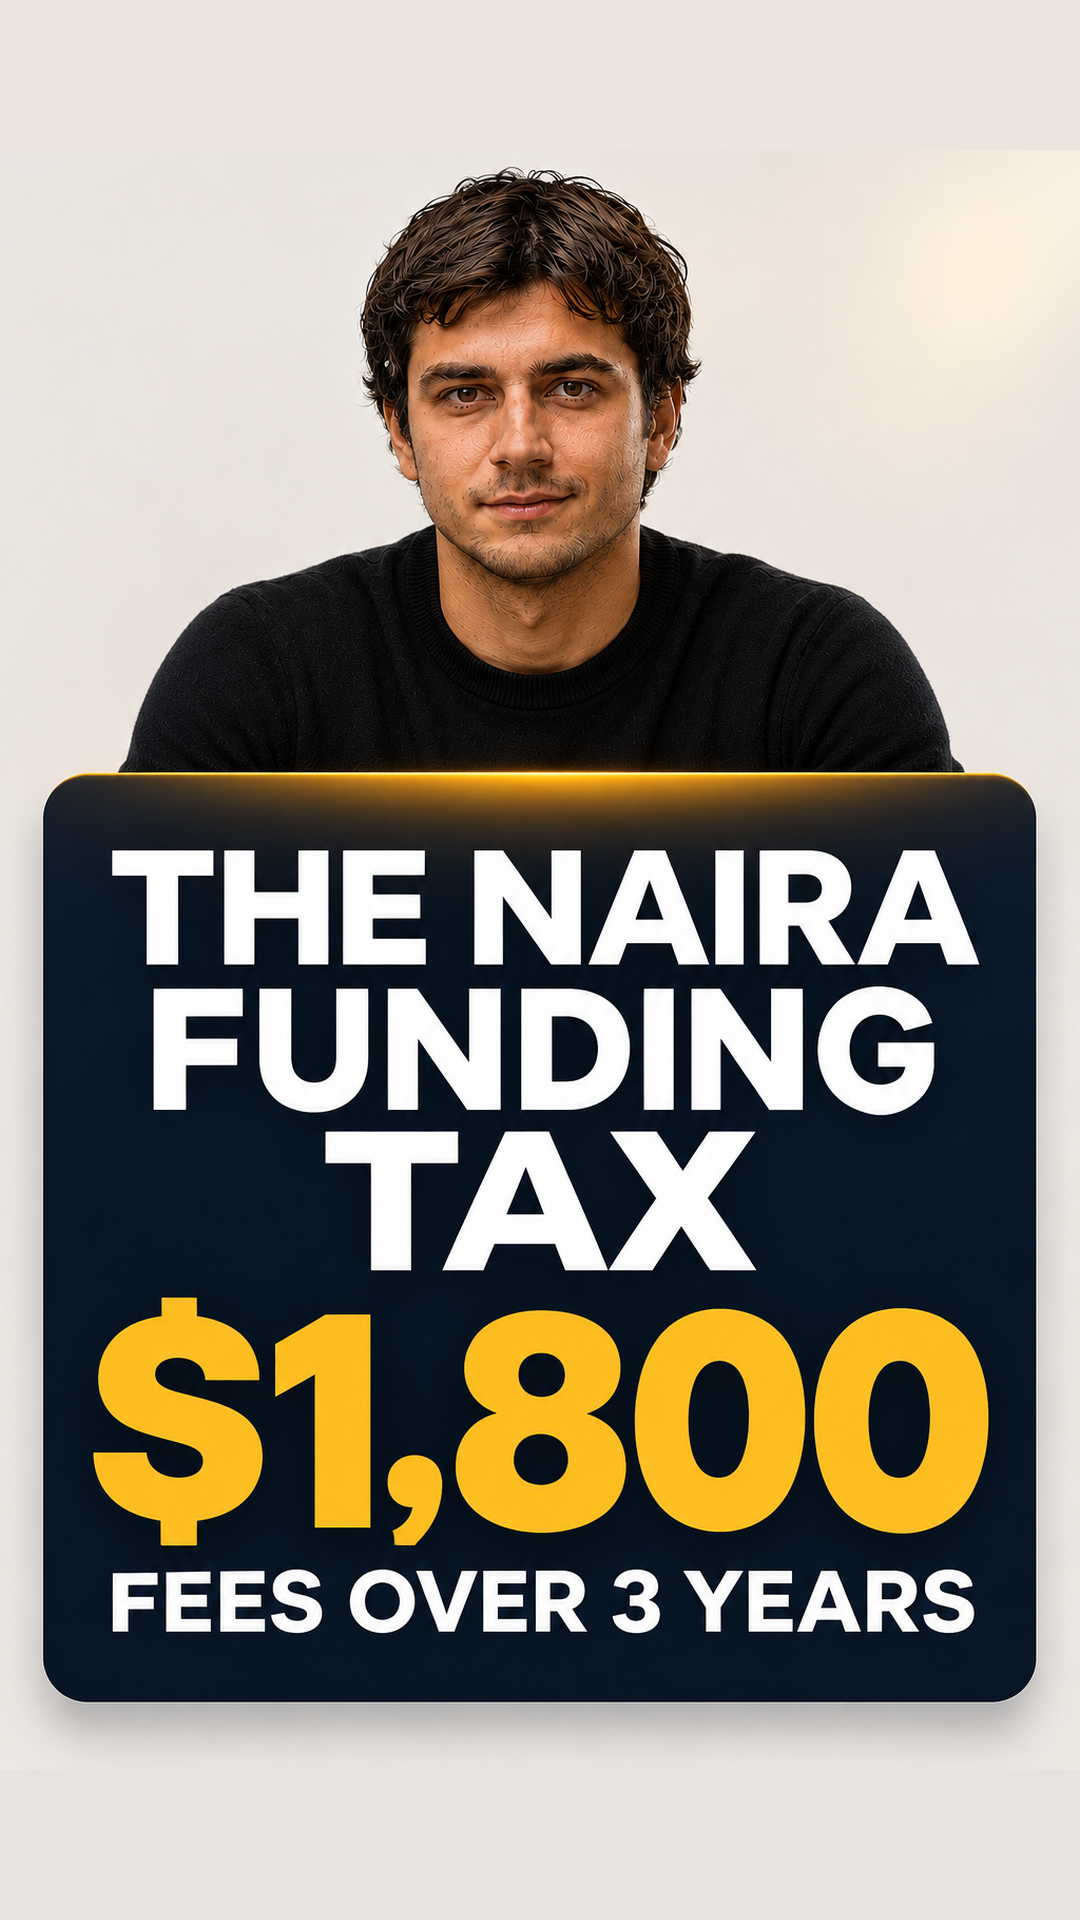 THE NAIRA
FUNDING
TAX
$1,800
FEES OVER 3 YEARS